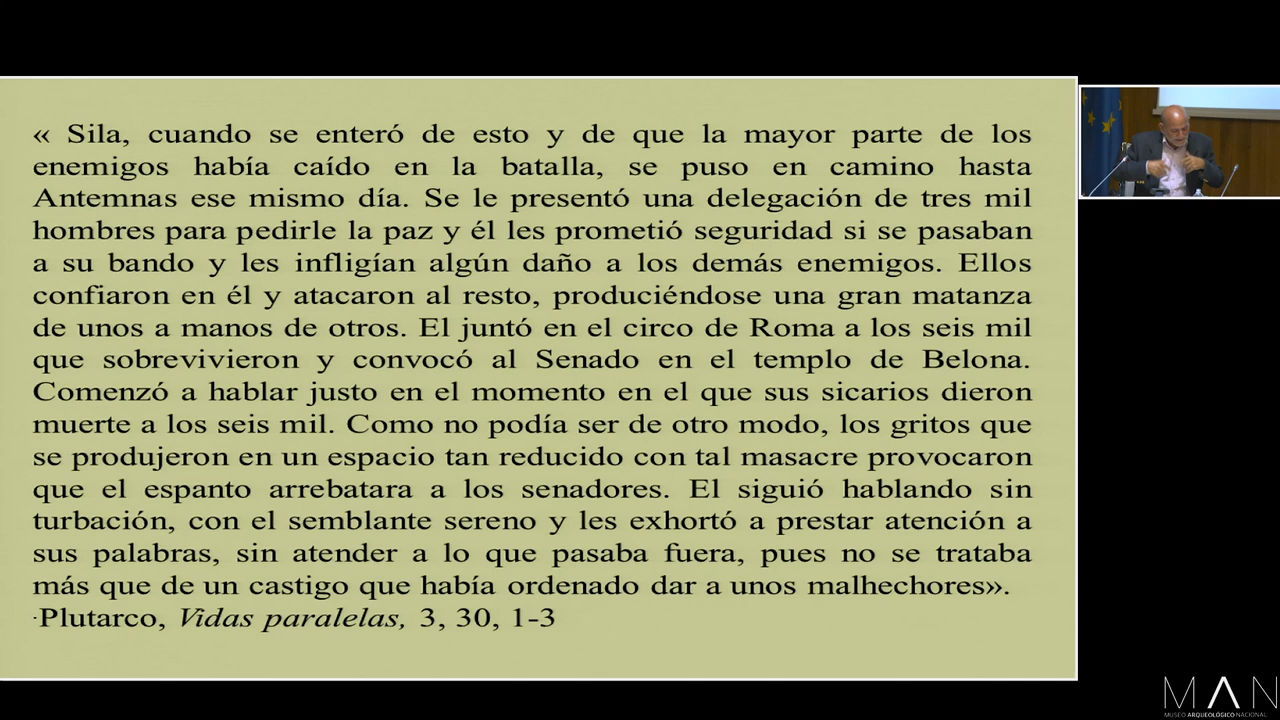 « Sila, cuando se enteró de esto y de que la mayor parte de los
enemigos había caído en la batalla, se puso en camino hasta
Antemnas ese mismo día. Se le presentó una delegación de tres mil
hombres para pedirle la paz y él les prometió seguridad si se pasaban
a su bando y les infligían algún daño a los demás enemigos. Ellos
confiaron en él y atacaron al resto, produciéndose una gran matanza
de unos a manos de otros. El juntó en el circo de Roma a los seis mil
que sobrevivieron y convocó al Senado en el templo de Belona.
Comenzó a hablar justo en el momento en el que sus sicarios dieron
muerte a los seis mil. Como no podía ser de otro modo, los gritos que
se produjeron en un espacio tan reducido con tal masacre provocaron
que el espanto arrebatara a los senadores. El siguió hablando sin
turbación, con el semblante sereno y les exhortó a prestar atención a
sus palabras, sin atender a lo que pasaba fuera, pues no se trataba
más que de un castigo que había ordenado dar a unos malhechores».
·Plutarco, Vidas paralelas, 3, 30, 1-3
MAN
MUSEO ARQUEOLÓGICO NACIONAL